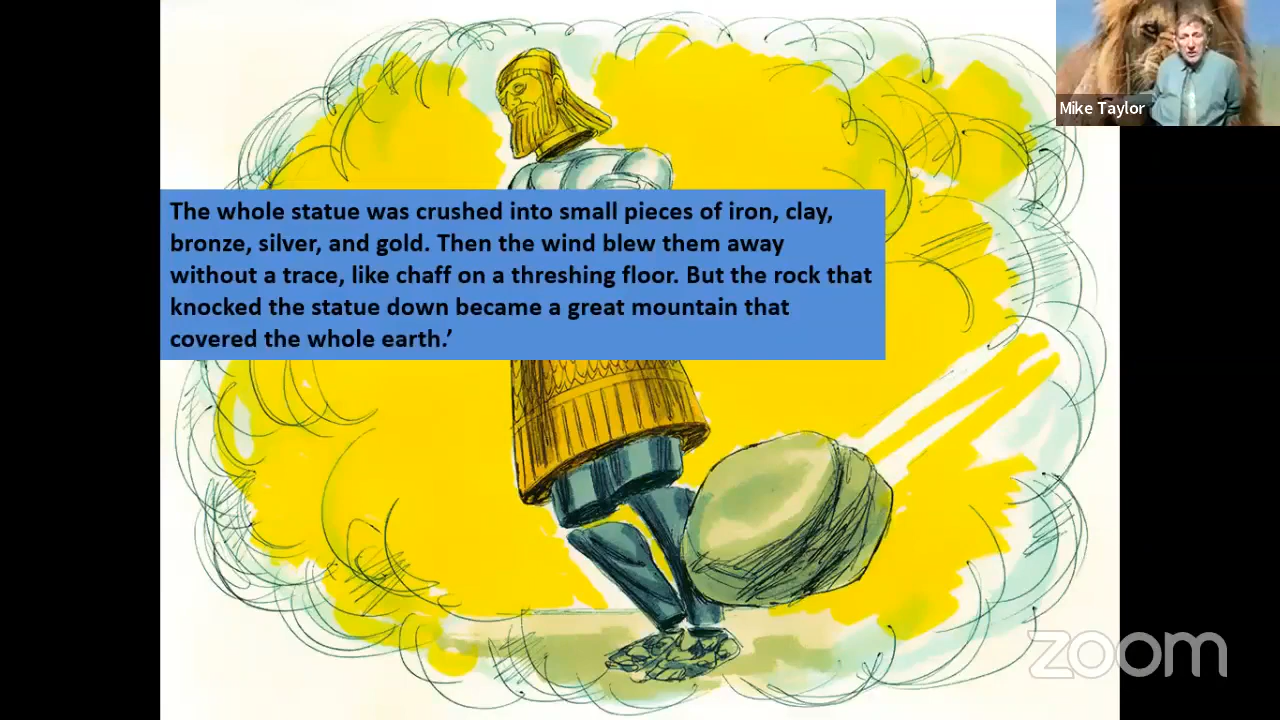 Mike Taylor
The whole statue was crushed into small pieces of iron, clay,
bronze, silver, and gold. Then the wind blew them away
without a trace, like chaff on a threshing floor. But the rock that
knocked the statue down became a great mountain that
covered the whole earth.’
zoom